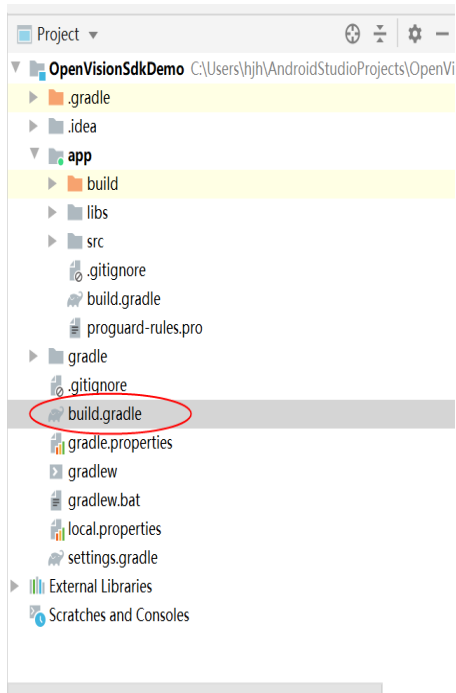 Project
OpenVisionSdkDemo C:\Users\hjh\AndroidStudioProjects\OpenVi
.gradle
.idea
app
build
libs
src
.gitignore
build.gradle
proguard-rules.pro
gradle
.gitignore
build.gradle
gradle.properties
gradlew
gradlew.bat
local.properties
settings.gradle
External Libraries
Scratches and Consoles